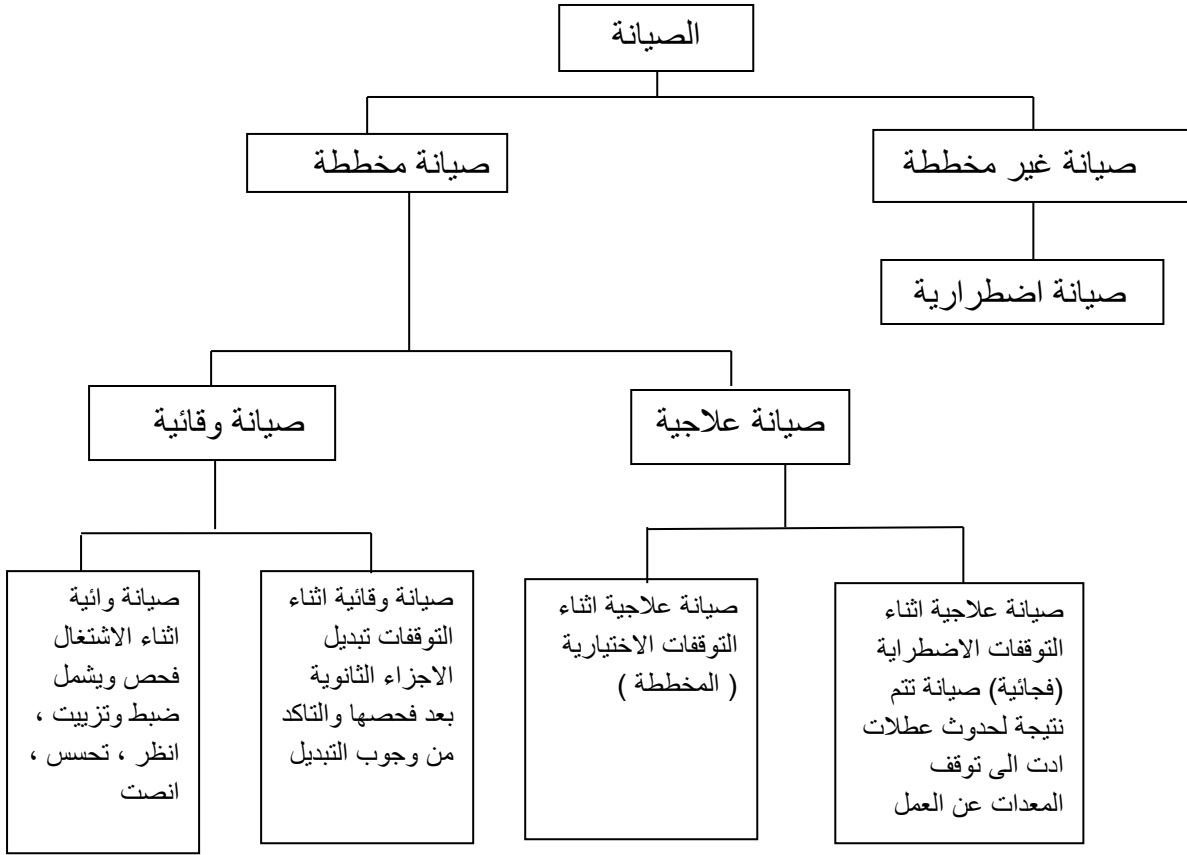 الصيانة
صيانة غير مخططة
صيانة مخططة
صيانة اضطرارية
صيانة علاجية
صيانة وقائية
صيانة علاجية اثناء
التوقفات الاضطراية
(فجائية) صيانة تتم
نتيجة لحدوث عطلات
ادت الى توقف
المعدات عن العمل
صيانة علاجية اثناء
التوقفات الاختيارية
( المخططة )
صيانة وقائية اثناء
التوقفات تبديل
الاجزاء الثانوية
بعد فحصها والتاكد
من وجوب التبديل
صيانة وائية
اثناء الاشتغال
فحص ويشمل
ضبط وتزييت ،
انظر ، تحسس ،
انصت